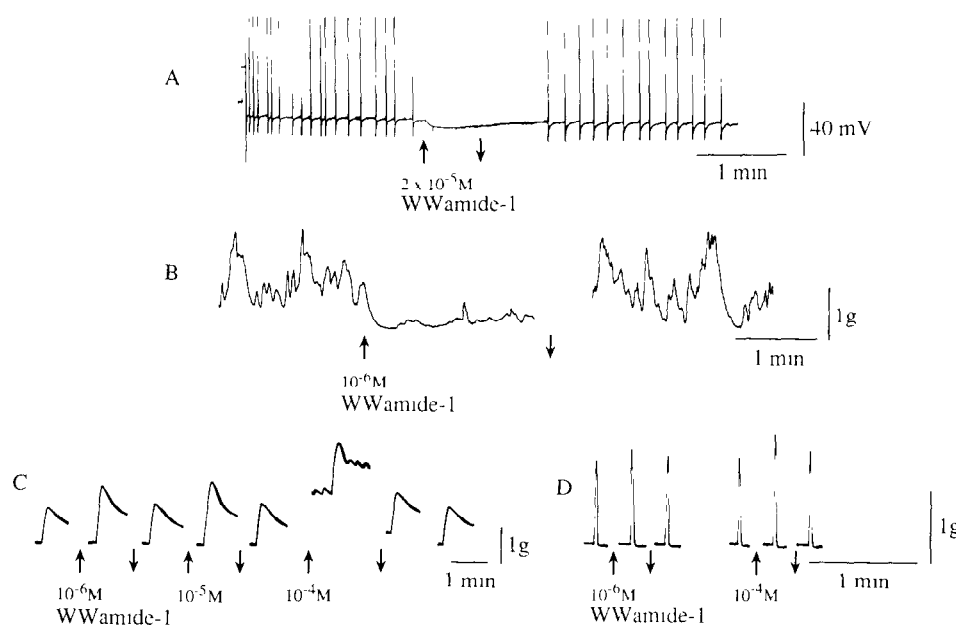 A
40 mV
1 min
2 x 10⁻⁵M
WWamide-1
B
1g
1 min
10⁻⁶M
WWamide-1
C
D
1g
1g
1 min
1 min
10⁻⁶M 10⁻⁵M 10⁻⁴M
WWamide-1
10⁻⁶M 10⁻⁴M
WWamide-1